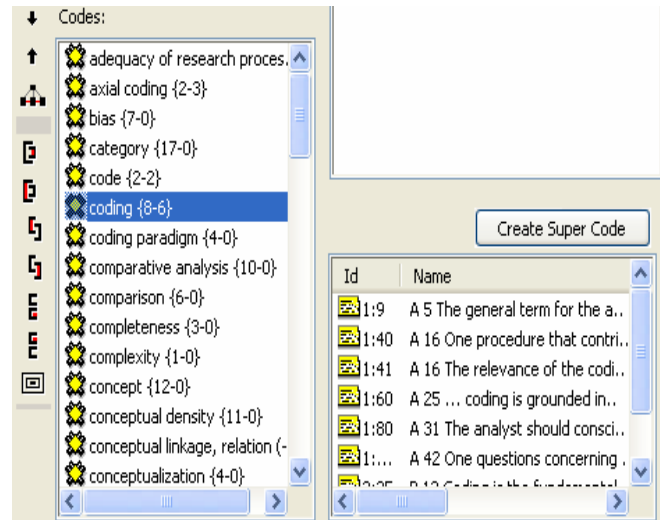 Codes:
adequacy of research proces.
axial coding {2-3}
bias {7-0}
category {17-0}
code {2-2}
coding {8-6}
coding paradigm {4-0}
comparative analysis {10-0}
comparison {6-0}
completeness {3-0}
complexity {1-0}
concept {12-0}
conceptual density {11-0}
conceptual linkage, relation (-
conceptualization {4-0}
Create Super Code
Id Name
1:9 A 5 The general term for the a..
1:40 A 16 One procedure that contri..
1:41 A 16 The relevance of the codi..
1:60 A 25 ... coding is grounded in..
1:80 A 31 The analyst should consci..
1:... A 42 One questions concerning .